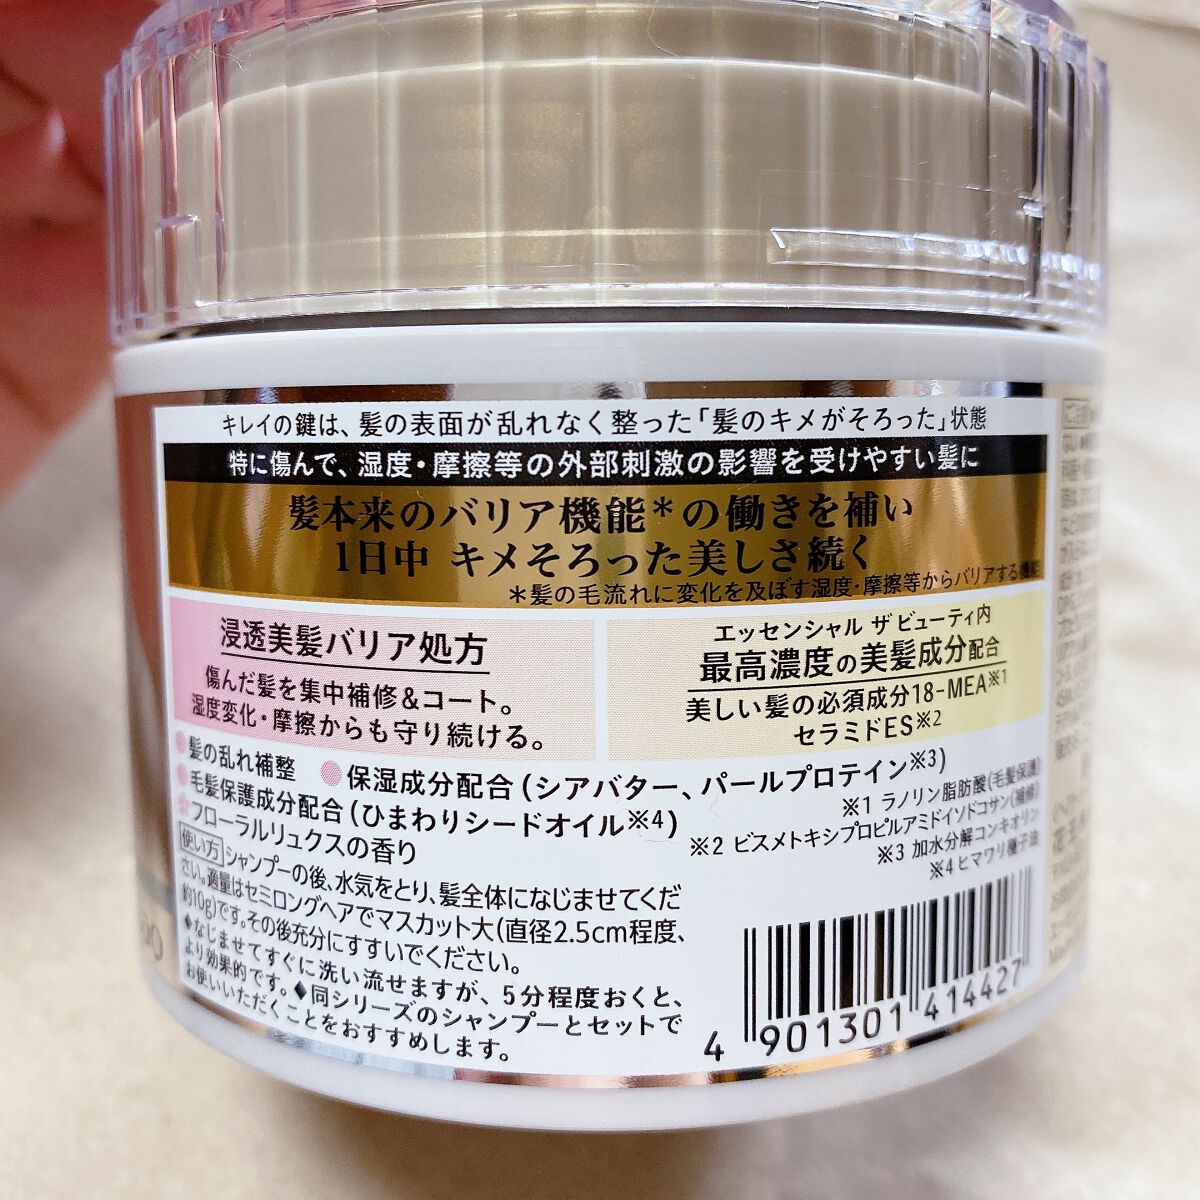 キレイの鍵は、髪の表面が乱れなく整った「髪のキメがそろった」状態
特に傷んで、湿度・摩擦等の外部刺激の影響を受けやすい髪に
髪本来のバリア機能＊の働きを補い
1日中 キメそろった美しさ続く
＊髪の毛流れに変化を及ぼす湿度・摩擦等からバリアする機能
浸透美髪バリア処方
傷んだ髪を集中補修＆コート。
湿度変化・摩擦からも守り続ける。
エッセンシャル ザ ビューティ内
最高濃度の美髪成分配合
美しい髪の必須成分18-MEA※1
セラミドES※2
●髪の乱れ補整 ●保湿成分配合(シアバター、パールプロテイン※3)
●毛髪保護成分配合(ひまわりシードオイル※4)
フローラルリュクスの香り
※1 ラノリン脂肪酸(毛髪保護)
※2 ビスメトキシプロピルアミドイソドコサン(補修)
※3 加水分解コンキオリン
※4 ヒマワリ種子油
使い方 シャンプーの後、水気をとり、髪全体になじませてくだ
さい。適量はセミロングヘアでマスカット大(直径2.5cm程度、
約10g)です。その後充分にすすいでください。
◆なじませてすぐに洗い流せますが、5分程度おくと、
より効果的です。◆同シリーズのシャンプーとセットで
お使いいただくことをおすすめします。
4 901301 414427